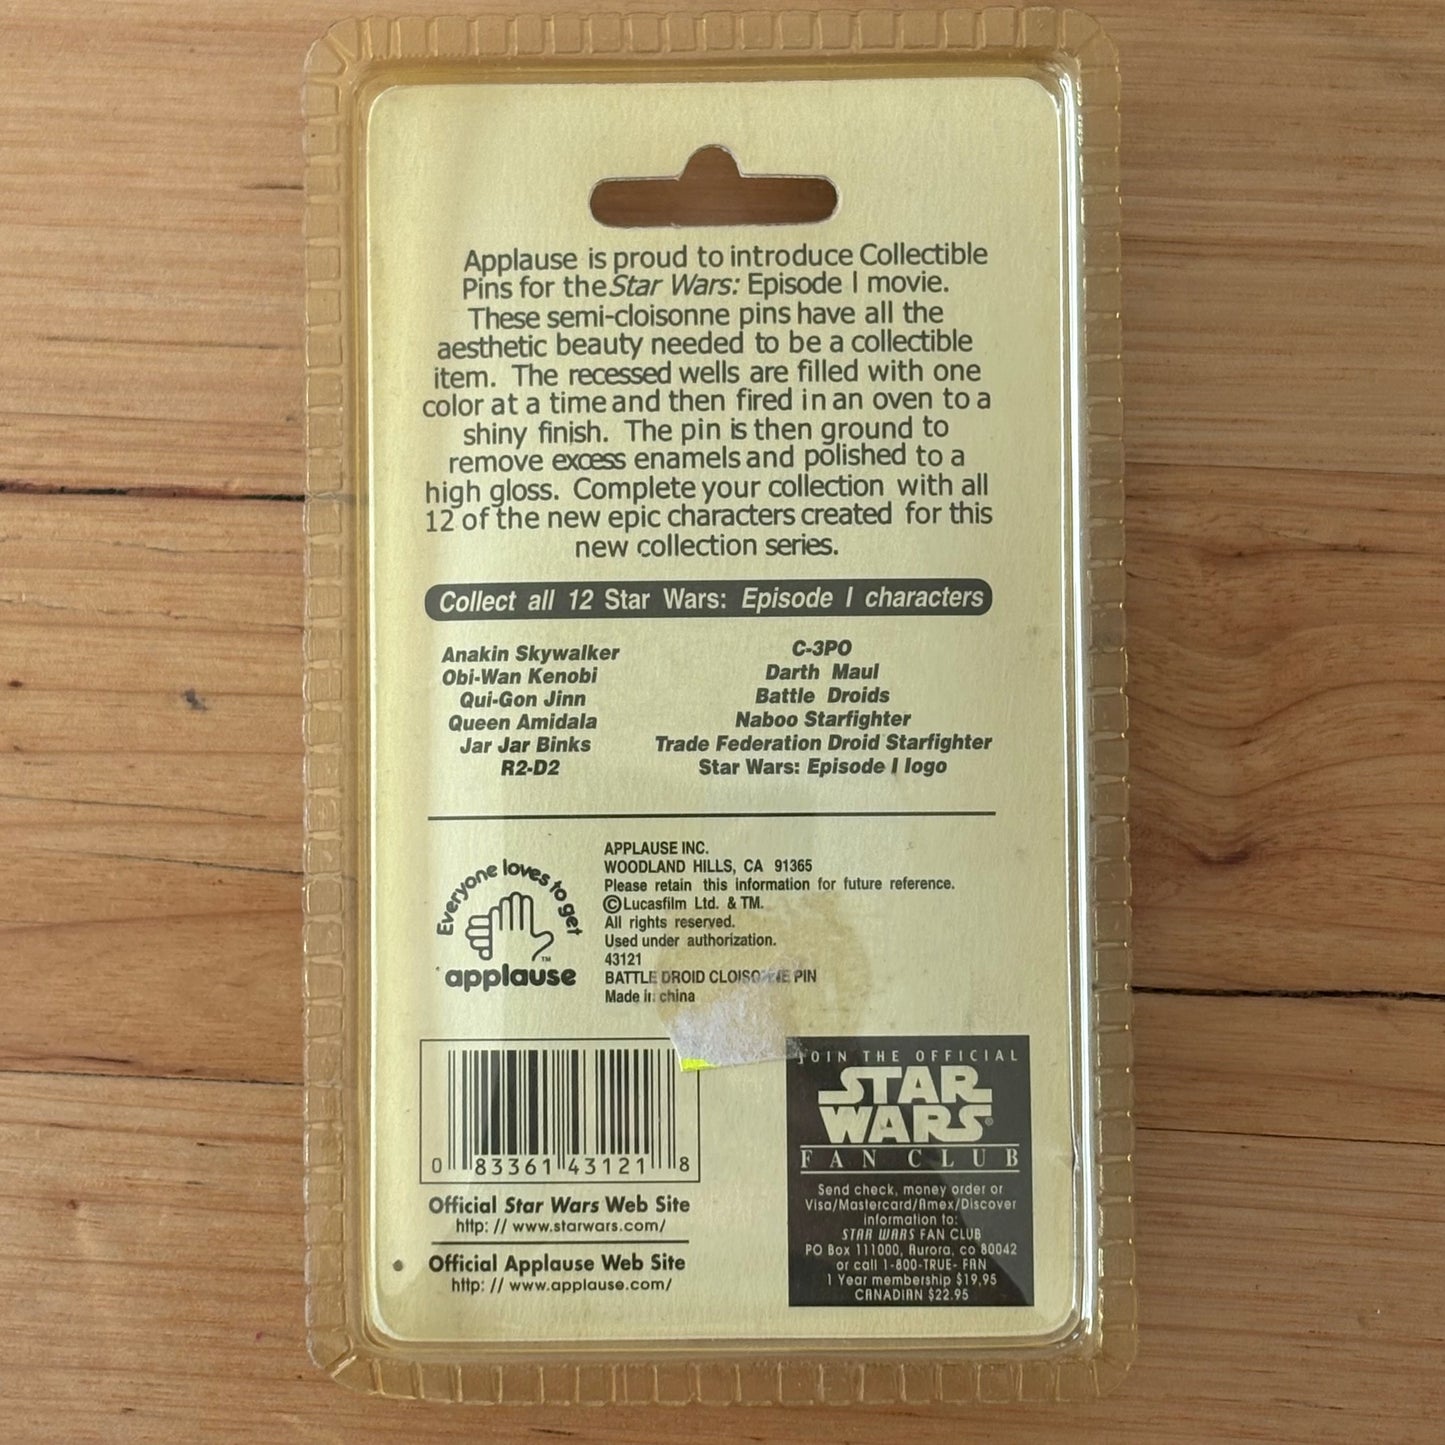 Applause is proud to introduce Collectible
Pins for the Star Wars: Episode I movie.
These semi-cloisonne pins have all the
aesthetic beauty needed to be a collectible
item. The recessed wells are filled with one
color at a time and then fired in an oven to a
shiny finish. The pin is then ground to
remove excess enamels and polished to a
high gloss. Complete your collection with all
12 of the new epic characters created for this
new collection series.
Collect all 12 Star Wars: Episode I characters
Anakin Skywalker
Obi-Wan Kenobi
Qui-Gon Jinn
Queen Amidala
Jar Jar Binks
R2-D2
C-3PO
Darth Maul
Battle Droids
Naboo Starfighter
Trade Federation Droid Starfighter
Star Wars: Episode I logo
Everyone loves to get
applause
TM
APPLAUSE INC.
WOODLAND HILLS, CA 91365
Please retain this information for future reference.
©Lucasfilm Ltd. & TM.
All rights reserved.
Used under authorization.
43121
BATTLE DROID CLOISONNE PIN
Made in china
0 83361 43121 8
Official Star Wars Web Site
http: // www.starwars.com/
Official Applause Web Site
http: // www.applause.com/
JOIN THE OFFICIAL
STAR
WARS®
FAN CLUB
Send check, money order or
Visa/Mastercard/Amex/Discover
information to:
STAR WARS FAN CLUB
PO Box 111000, Aurora, co 80042
or call 1-800-TRUE- FAN
1 Year membership $19.95
CANADIAN $22.95